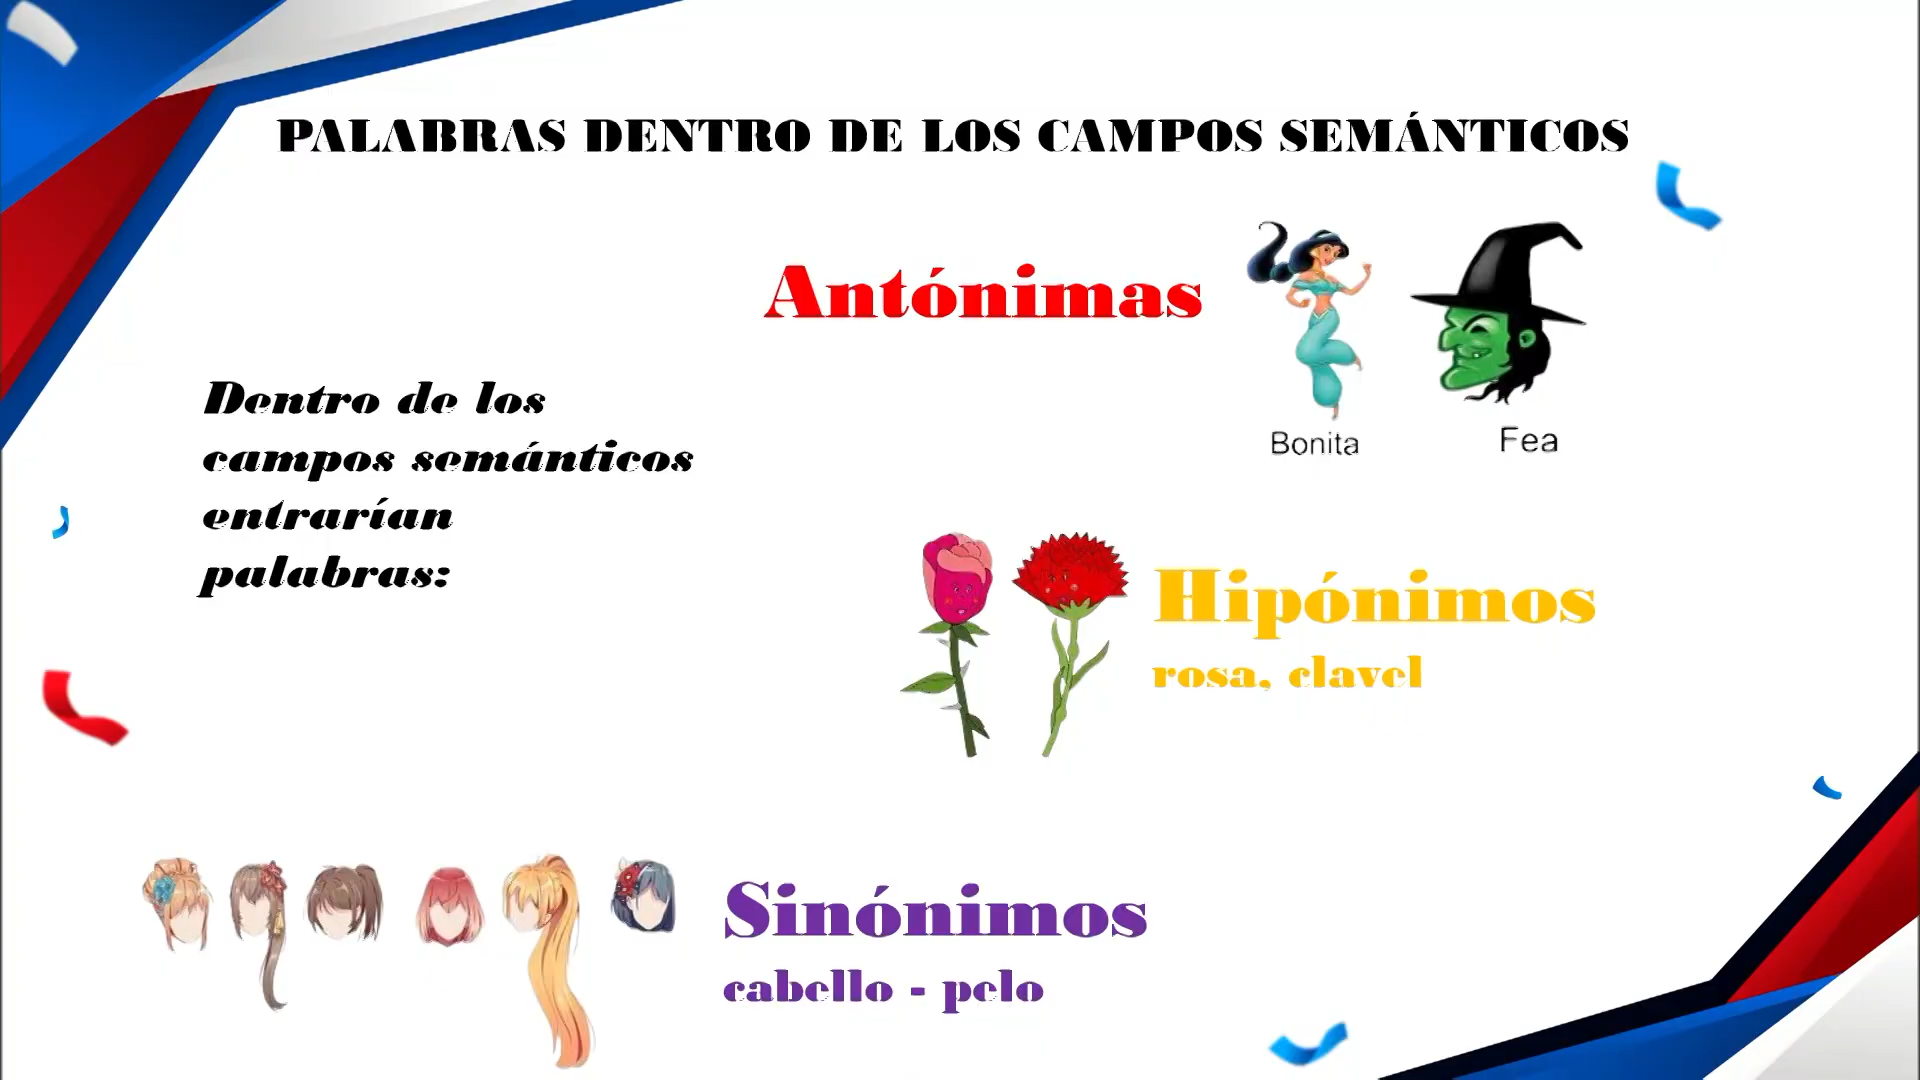 PALABRAS DENTRO DE LOS CAMPOS SEMÁNTICOS
Antónimas
Bonita
Fea
Dentro de los
campos semánticos
entrarían
palabras:
Hipónimos
rosa, clavel
Sinónimos
cabello - pelo